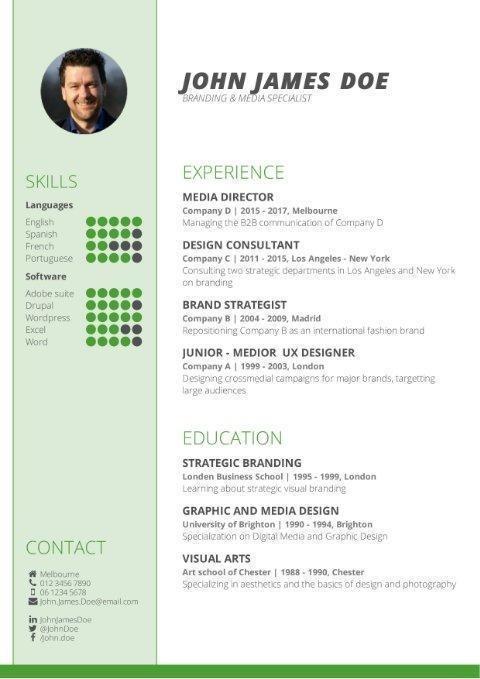 JOHN JAMES DOE
BRANDING & MEDIA SPECIALIST
SKILLS
Languages
English
Spanish
French
Portuguese
Software
Adobe suite
Drupal
Wordpress
Excel
Word
CONTACT
Melbourne
012 3456 7890
06 1234 5678
John.James.Doe@email.com
in JohnJamesDoe
@JohnDoe
f /John.doe
EXPERIENCE
MEDIA DIRECTOR
Company D | 2015 - 2017, Melbourne
Managing the B2B communication of Company D
DESIGN CONSULTANT
Company C | 2011 - 2015, Los Angeles - New York
Consulting two strategic departments in Los Angeles and New York
on branding
BRAND STRATEGIST
Company B | 2004 - 2009, Madrid
Repositioning Company B as an international fashion brand
JUNIOR - MEDIOR UX DESIGNER
Company A | 1999 - 2003, London
Designing crossmedial campaigns for major brands, targetting
large audiences
EDUCATION
STRATEGIC BRANDING
Londen Business School | 1995 - 1999, London
Learning about strategic visual branding
GRAPHIC AND MEDIA DESIGN
University of Brighton | 1990 - 1994, Brighton
Specialization on Digital Media and Graphic Design
VISUAL ARTS
Art school of Chester | 1988 - 1990, Chester
Specializing in aesthetics and the basics of design and photography